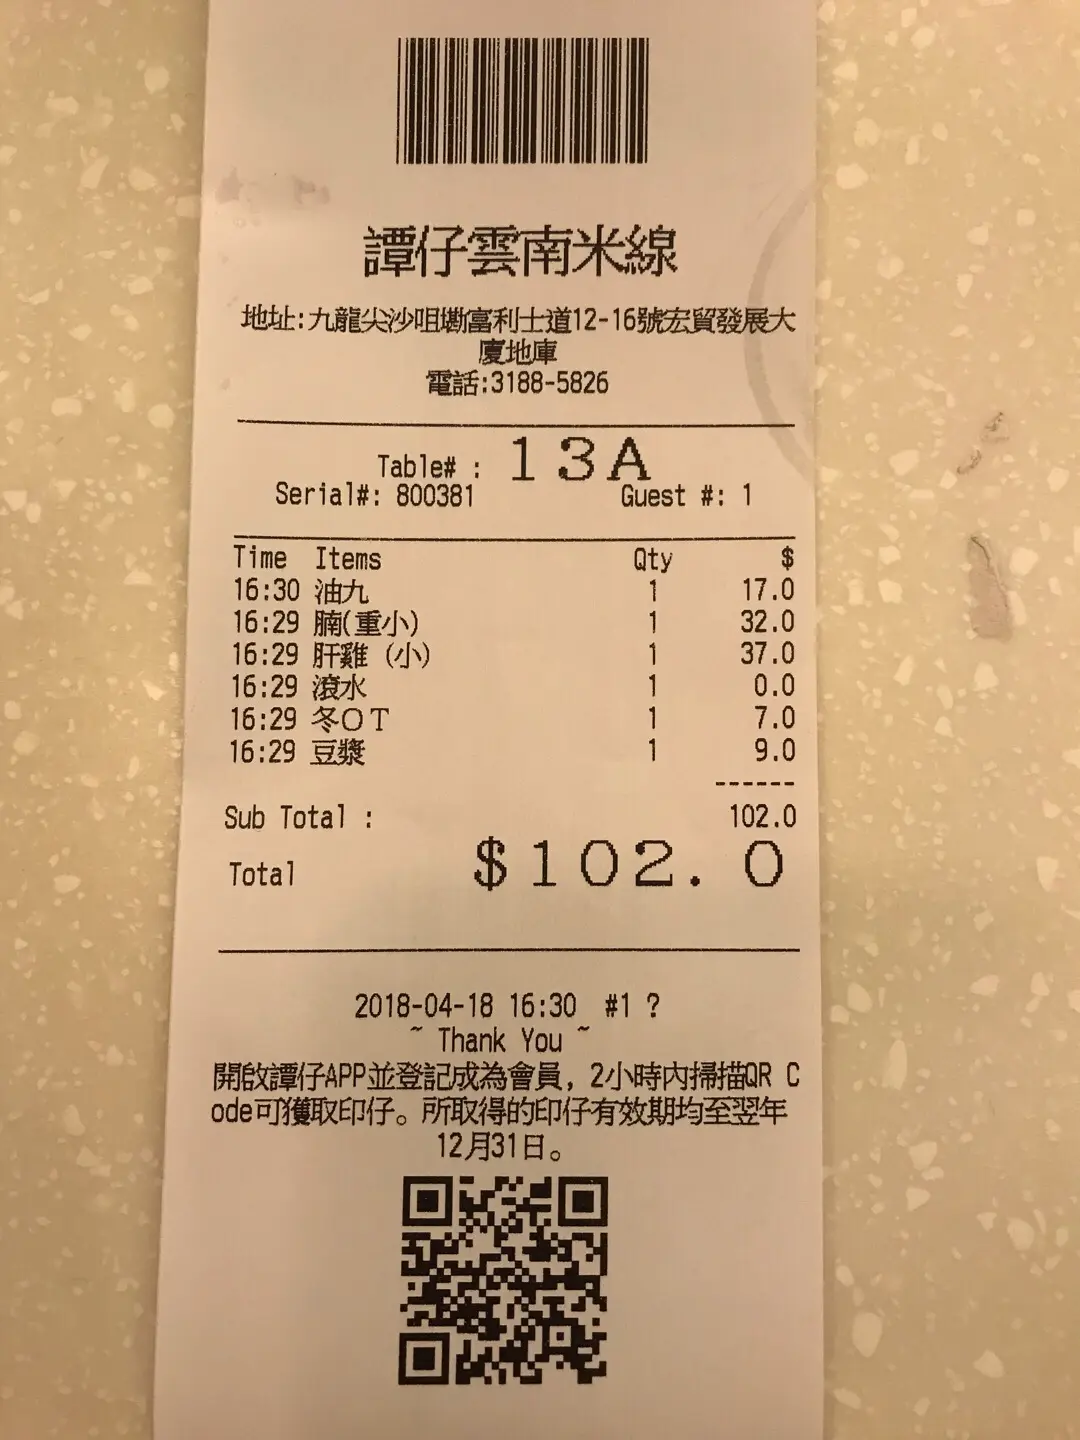 譚仔雲南米線
地址:九龍尖沙咀磡富利士道12-16號宏貿發展大
廈地庫
電話:3188-5826
Table# : 13A
Serial#: 800381 Guest #: 1
Time Items Qty $
16:30 油九 1 17.0
16:29 腩(重小) 1 32.0
16:29 肝雞 (小) 1 37.0
16:29 滾水 1 0.0
16:29 冬OT 1 7.0
16:29 豆漿 1 9.0
------
Sub Total : 102.0
Total $102.0
2018-04-18 16:30 #1 ?
~ Thank You ~
開啟譚仔APP並登記成為會員, 2小時內掃描QR C
ode可獲取印仔。所取得的印仔有效期均至翌年
12月31日。